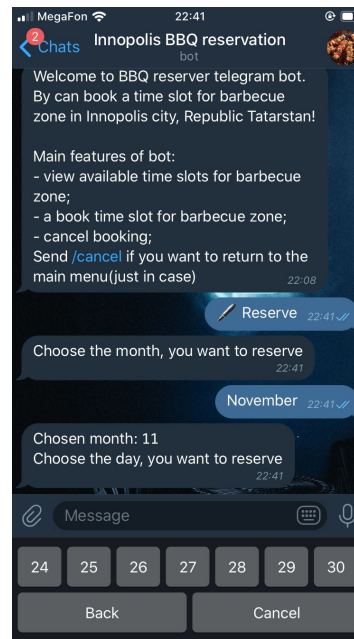 MegaFon 22:41
2
Chats
Innopolis BBQ reservation
bot
Welcome to BBQ reserver telegram bot.
By can book a time slot for barbecue
zone in Innopolis city, Republic Tatarstan!
Main features of bot:
- view available time slots for barbecue
zone;
- a book time slot for barbecue zone;
- cancel booking;
Send /cancel if you want to return to the
main menu(just in case)
22:08
Reserve 22:41
Choose the month, you want to reserve
22:41
November 22:41
Chosen month: 11
Choose the day, you want to reserve
22:41
Message
24 25 26 27 28 29 30
Back Cancel